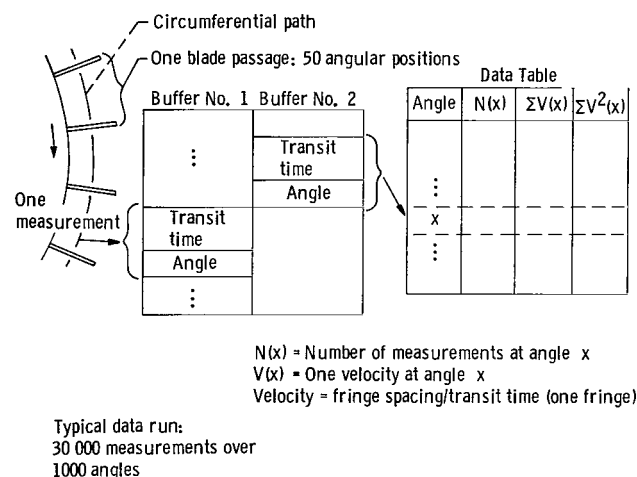 Circumferential path
One blade passage: 50 angular positions
Data Table
Buffer No. 1 Buffer No. 2
Angle N(x) ΣV(x) ΣV²(x)
Transit
time
Angle
One
measurement
Transit
time
Angle
x
N(x) = Number of measurements at angle x
V(x) = One velocity at angle x
Velocity = fringe spacing/transit time (one fringe)
Typical data run:
30 000 measurements over
1000 angles